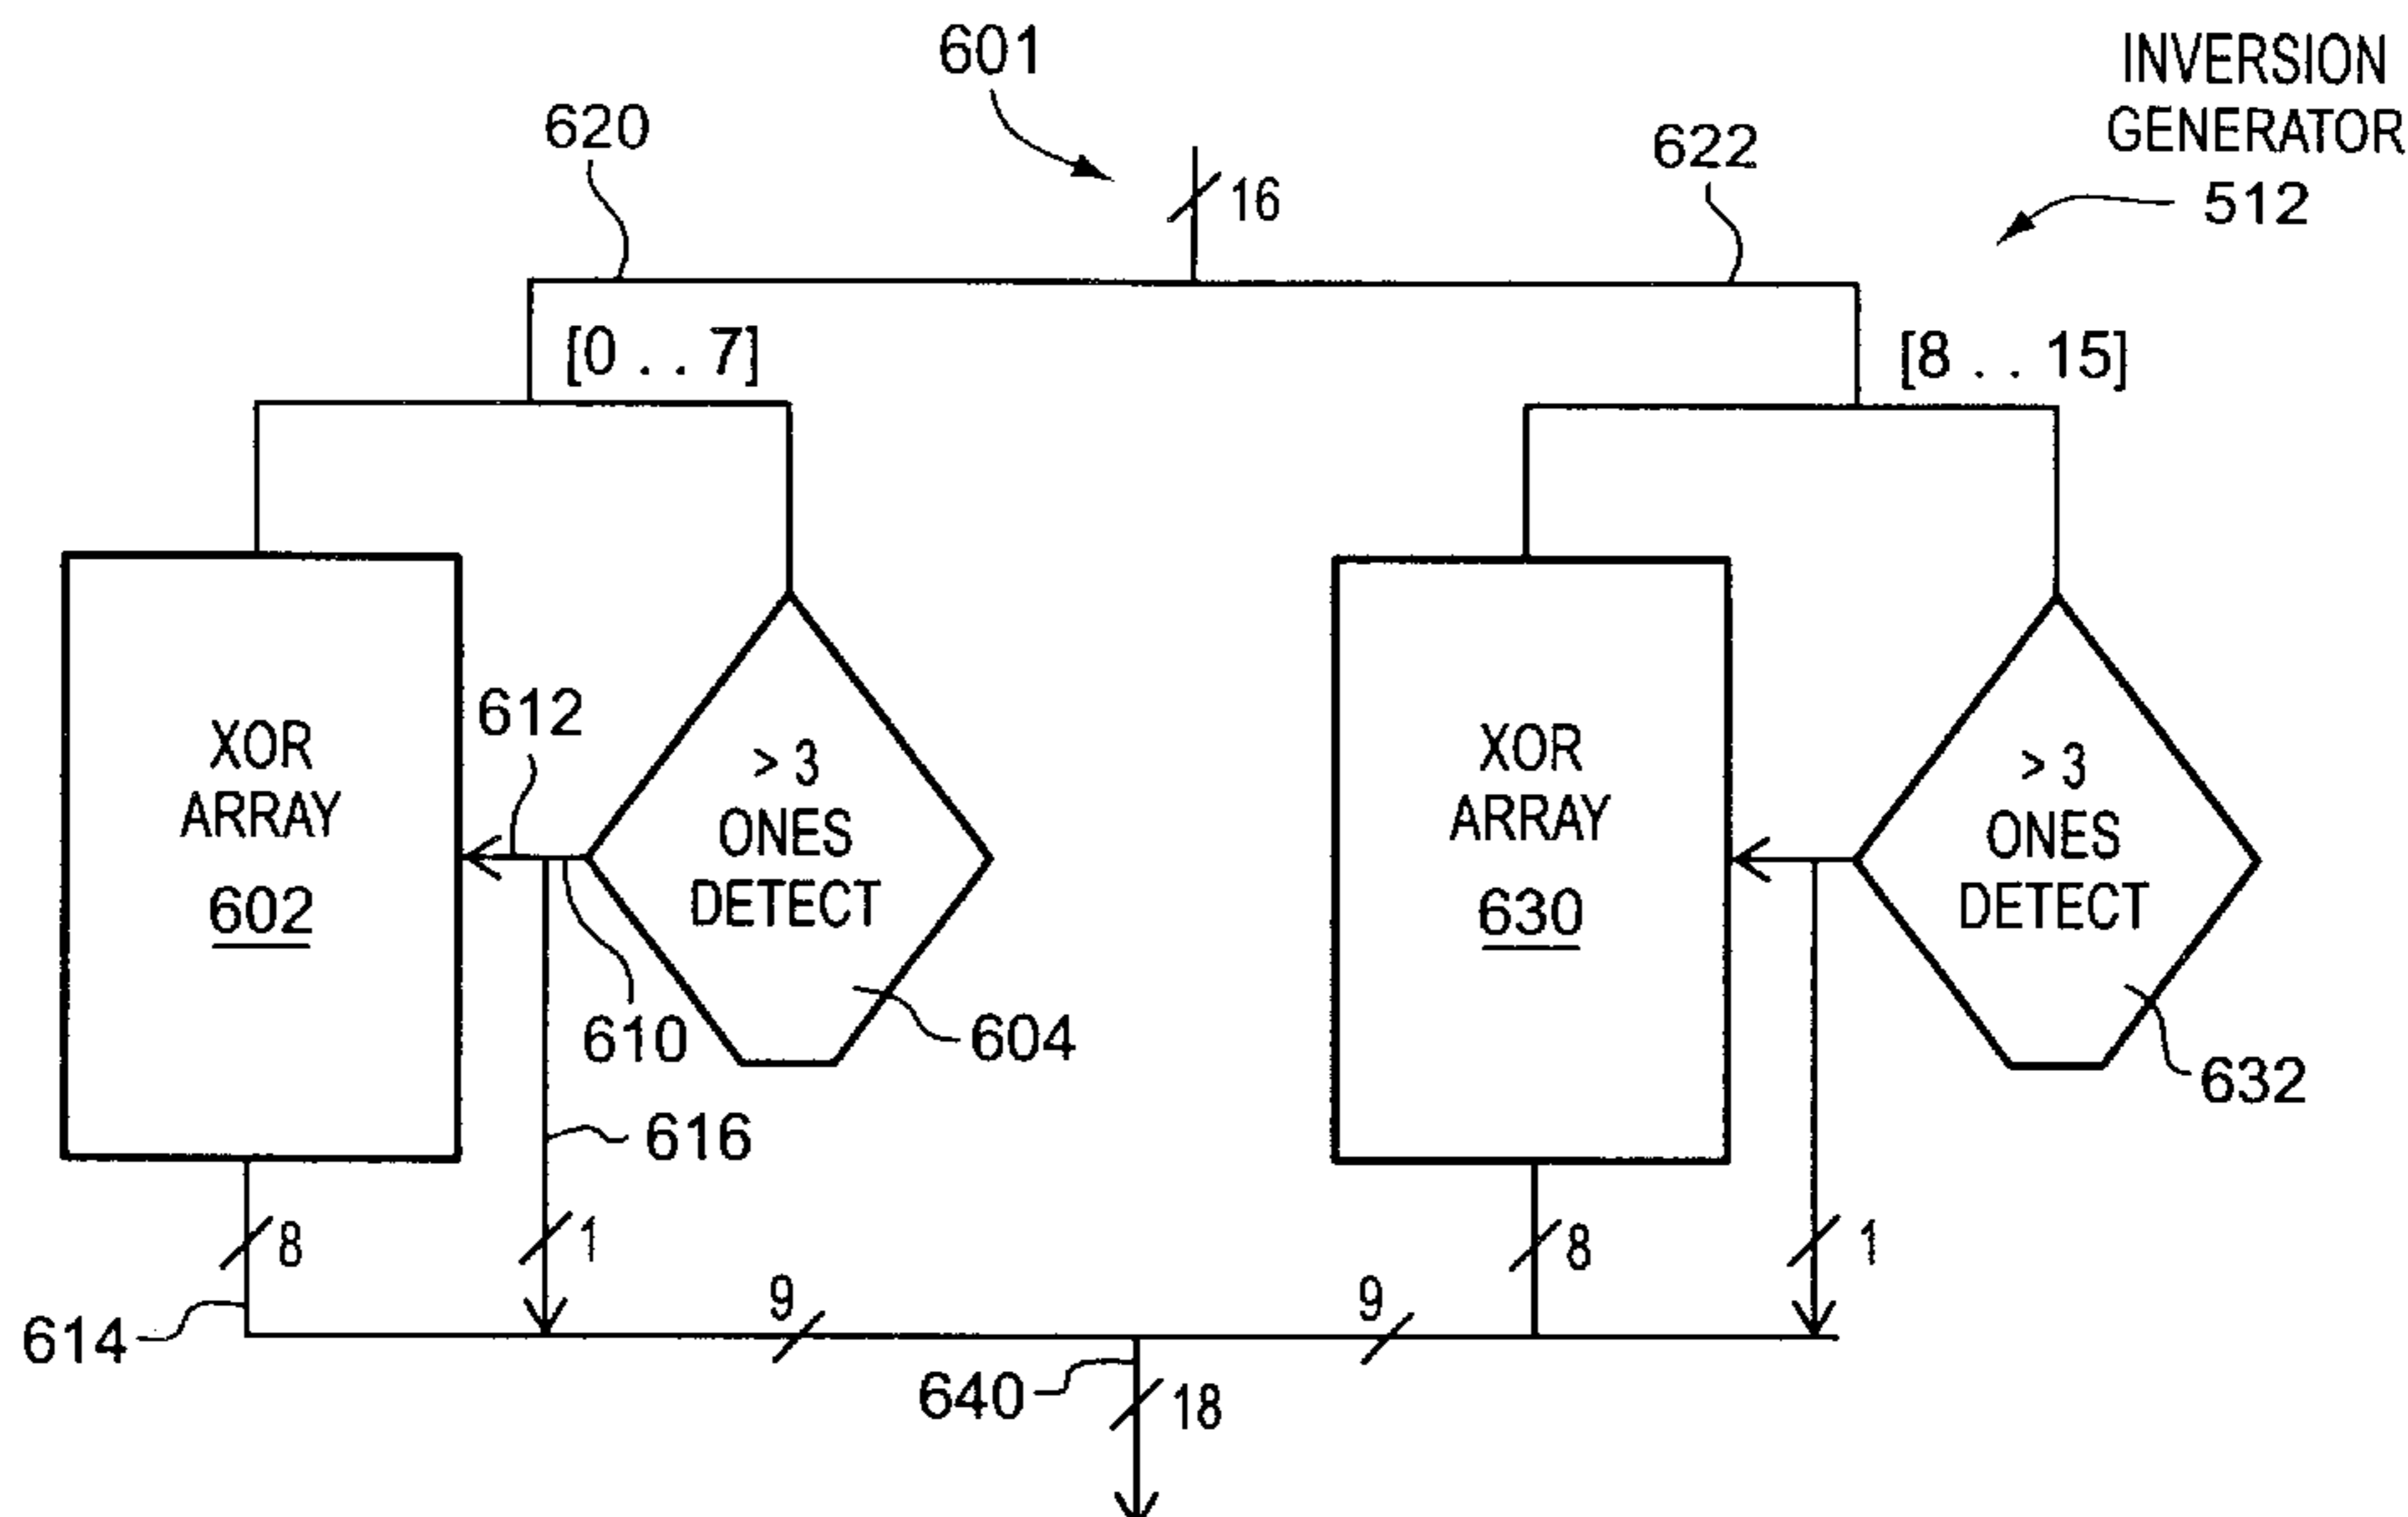 601
INVERSION
GENERATOR
512
620
622
16
[0 . . 7]
[8 . . 15]
XOR
ARRAY
602
612
> 3
ONES
DETECT
610
604
616
XOR
ARRAY
630
> 3
ONES
DETECT
632
8
1
8
1
614
9
9
640
18